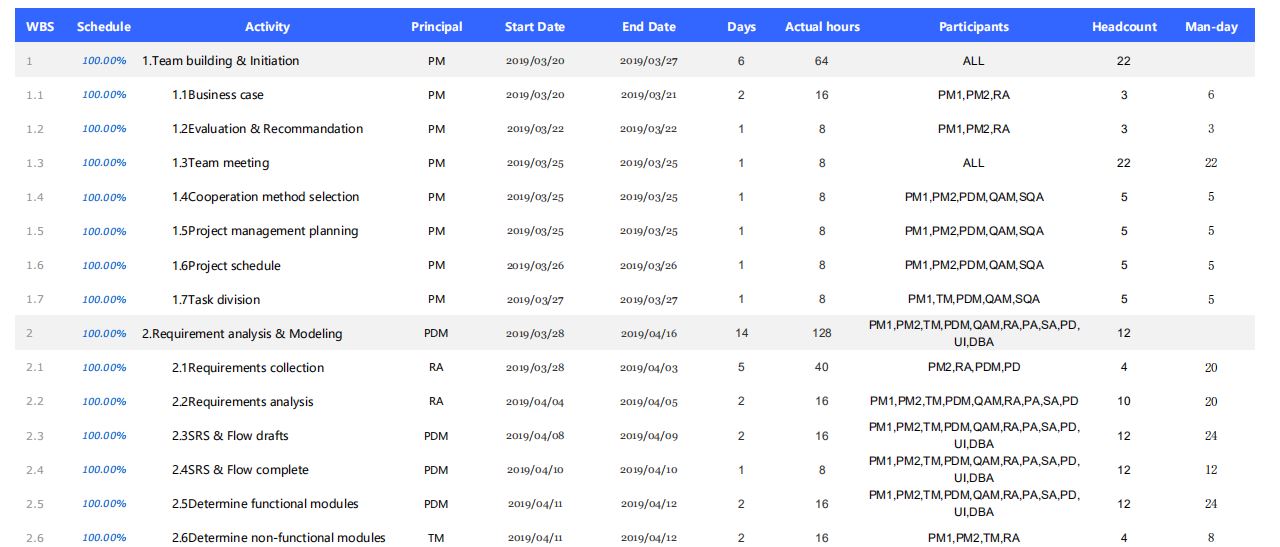 WBS Schedule Activity Principal Start Date End Date Days Actual hours Participants Headcount Man-day
1 100.00% 1.Team building & Initiation PM 2019/03/20 2019/03/27 6 64 ALL 22
1.1 100.00% 1.1Business case PM 2019/03/20 2019/03/21 2 16 PM1,PM2,RA 3 6
1.2 100.00% 1.2Evaluation & Recommandation PM 2019/03/22 2019/03/22 1 8 PM1,PM2,RA 3 3
1.3 100.00% 1.3Team meeting PM 2019/03/25 2019/03/25 1 8 ALL 22 22
1.4 100.00% 1.4Cooperation method selection PM 2019/03/25 2019/03/25 1 8 PM1,PM2,PDM,QAM,SQA 5 5
1.5 100.00% 1.5Project management planning PM 2019/03/25 2019/03/25 1 8 PM1,PM2,PDM,QAM,SQA 5 5
1.6 100.00% 1.6Project schedule PM 2019/03/26 2019/03/26 1 8 PM1,PM2,PDM,QAM,SQA 5 5
1.7 100.00% 1.7Task division PM 2019/03/27 2019/03/27 1 8 PM1,TM,PDM,QAM,SQA 5 5
2 100.00% 2.Requirement analysis & Modeling PDM 2019/03/28 2019/04/16 14 128 PM1,PM2,TM,PDM,QAM,RA,PA,SA,PD, 12
UI,DBA
2.1 100.00% 2.1Requirements collection RA 2019/03/28 2019/04/03 5 40 PM2,RA,PDM,PD 4 20
2.2 100.00% 2.2Requirements analysis RA 2019/04/04 2019/04/05 2 16 PM1,PM2,TM,PDM,QAM,RA,PA,SA,PD 10 20
2.3 100.00% 2.3SRS & Flow drafts PDM 2019/04/08 2019/04/09 2 16 PM1,PM2,TM,PDM,QAM,RA,PA,SA,PD, 12 24
UI,DBA
2.4 100.00% 2.4SRS & Flow complete PDM 2019/04/10 2019/04/10 1 8 PM1,PM2,TM,PDM,QAM,RA,PA,SA,PD, 12 12
UI,DBA
2.5 100.00% 2.5Determine functional modules PDM 2019/04/11 2019/04/12 2 16 PM1,PM2,TM,PDM,QAM,RA,PA,SA,PD, 12 24
UI,DBA
2.6 100.00% 2.6Determine non-functional modules TM 2019/04/11 2019/04/12 2 16 PM1,PM2,TM,RA 4 8